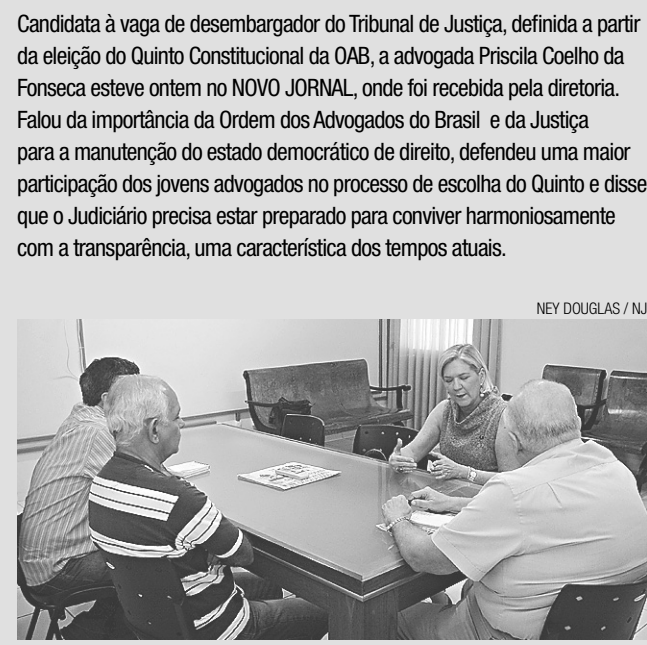 Candidata à vaga de desembargador do Tribunal de Justiça, definida a partir
da eleição do Quinto Constitucional da OAB, a advogada Priscila Coelho da
Fonseca esteve ontem no NOVO JORNAL, onde foi recebida pela diretoria.
Falou da importância da Ordem dos Advogados do Brasil e da Justiça
para a manutenção do estado democrático de direito, defendeu uma maior
participação dos jovens advogados no processo de escolha do Quinto e disse
que o Judiciário precisa estar preparado para conviver harmoniosamente
com a transparência, uma característica dos tempos atuais.
NEY DOUGLAS / NJ